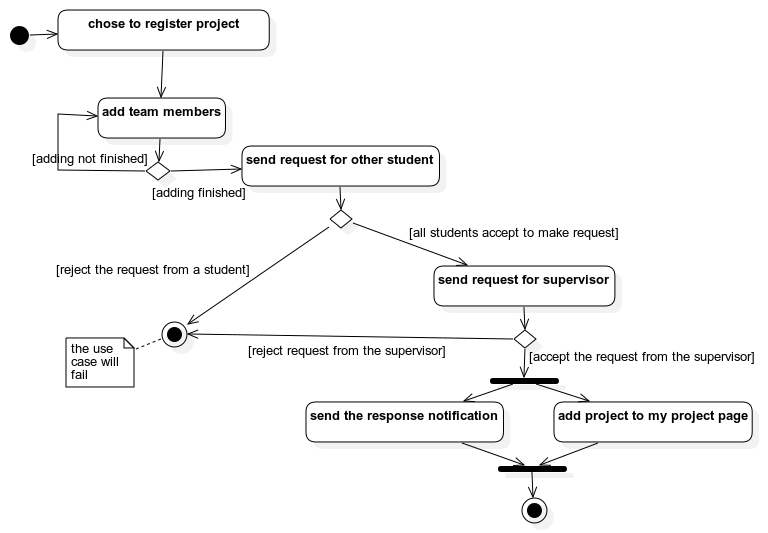 chose to register project
add team members
[adding not finished]
send request for other student
[adding finished]
[all students accept to make request]
[reject the request from a student]
send request for supervisor
the use
case will
fail
[reject request from the supervisor]
[accept the request from the supervisor]
send the response notification
add project to my project page